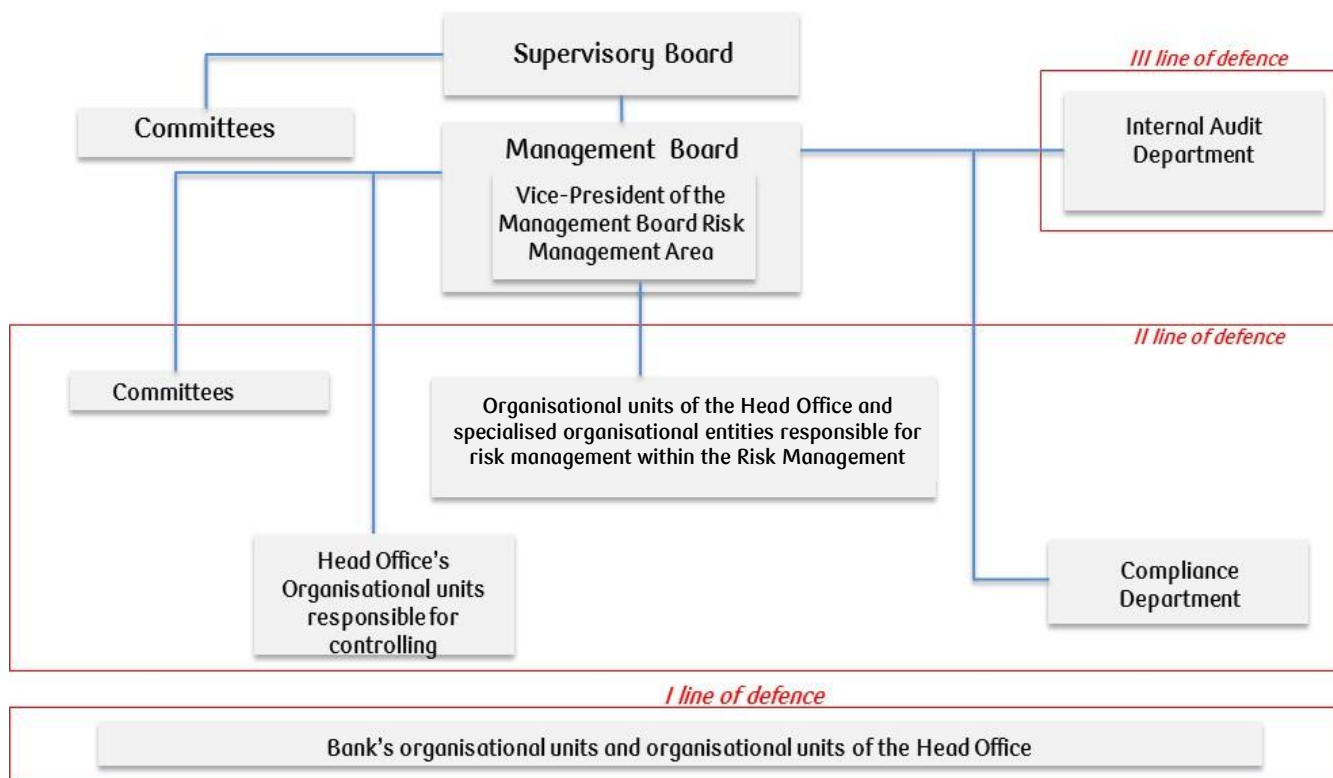 Supervisory Board
III line of defence
Committees
Internal Audit
Department
Management Board
Vice-President of the
Management Board Risk
Management Area
II line of defence
Committees
Organisational units of the Head Office and
specialised organisational entities responsible for
risk management within the Risk Management
Head Office's
Organisational units
responsible for
controlling
Compliance
Department
I line of defence
Bank's organisational units and organisational units of the Head Office